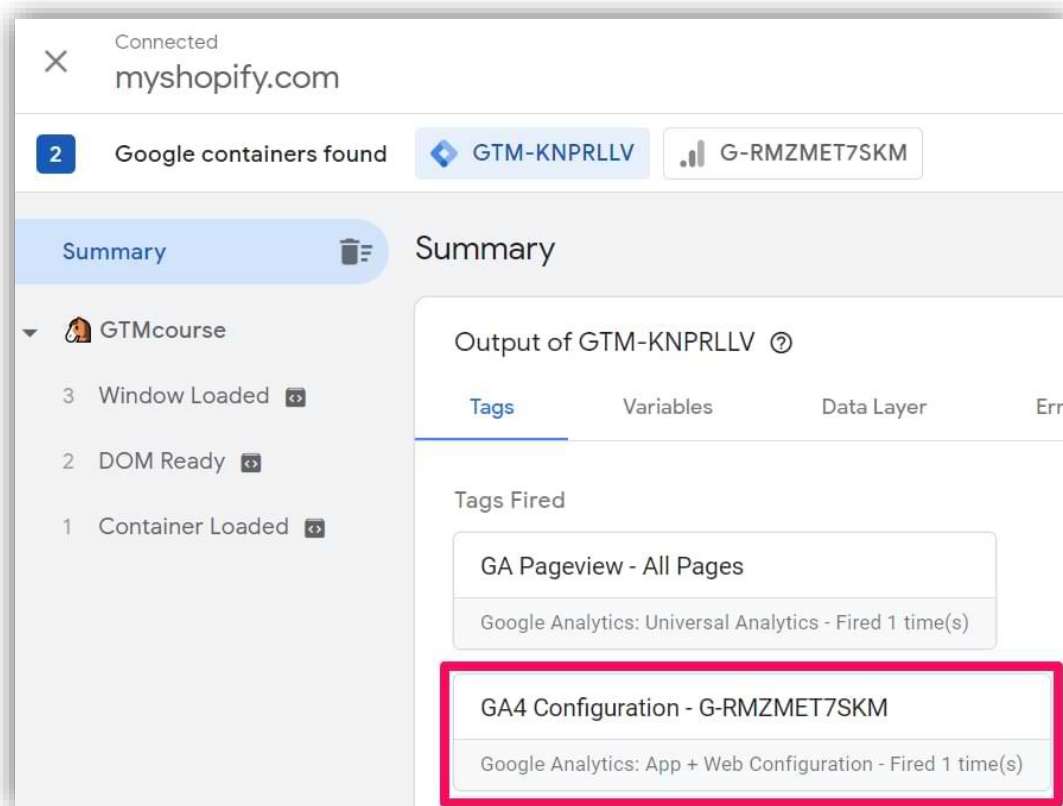 Connected
myshopify.com
2 Google containers found GTM-KNPRLLV G-RMZMET7SKM
Summary
Summary
GTMcourse
3 Window Loaded
2 DOM Ready
1 Container Loaded
Output of GTM-KNPRLLV
Tags Variables Data Layer Err
Tags Fired
GA Pageview - All Pages
Google Analytics: Universal Analytics - Fired 1 time(s)
GA4 Configuration - G-RMZMET7SKM
Google Analytics: App + Web Configuration - Fired 1 time(s)